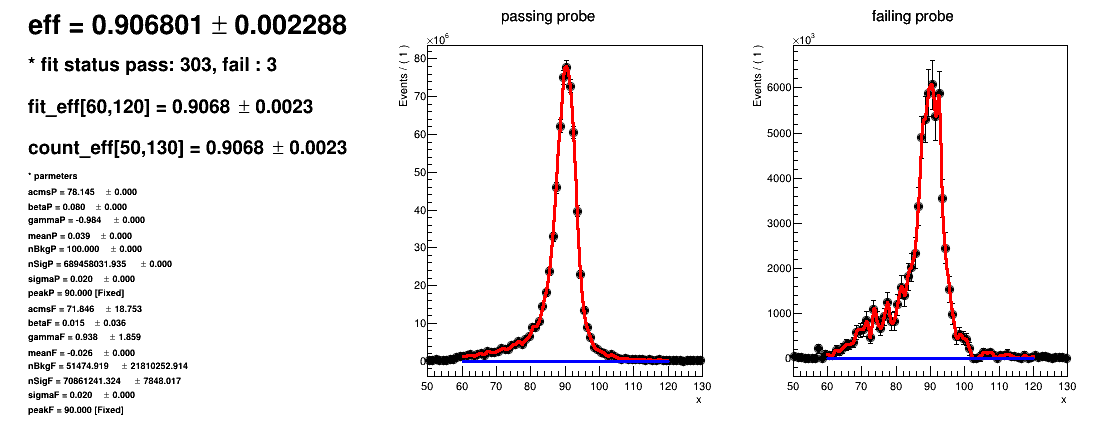 eff = 0.906801 ± 0.002288
* fit status pass: 303, fail : 3
fit_eff[60,120] = 0.9068 ± 0.0023
count_eff[50,130] = 0.9068 ± 0.0023
* parmeters
acmsP = 78.145 ± 0.000
betaP = 0.080 ± 0.000
gammaP = -0.984 ± 0.000
meanP = 0.039 ± 0.000
nBkgP = 100.000 ± 0.000
nSigP = 689458031.935 ± 0.000
sigmaP = 0.020 ± 0.000
peakP = 90.000 [Fixed]
acmsF = 71.846 ± 18.753
betaF = 0.015 ± 0.036
gammaF = 0.938 ± 1.859
meanF = -0.026 ± 0.000
nBkgF = 51474.919 ± 21810252.914
nSigF = 70861241.324 ± 7848.017
sigmaF = 0.020 ± 0.000
peakF = 90.000 [Fixed]
passing probe
×10⁶
Events / ( 1 )
80
70
60
50
40
30
20
10
0
50 60 70 80 90 100 110 120 130
x
failing probe
×10³
Events / ( 1 )
6000
5000
4000
3000
2000
1000
0
50 60 70 80 90 100 110 120 130
x